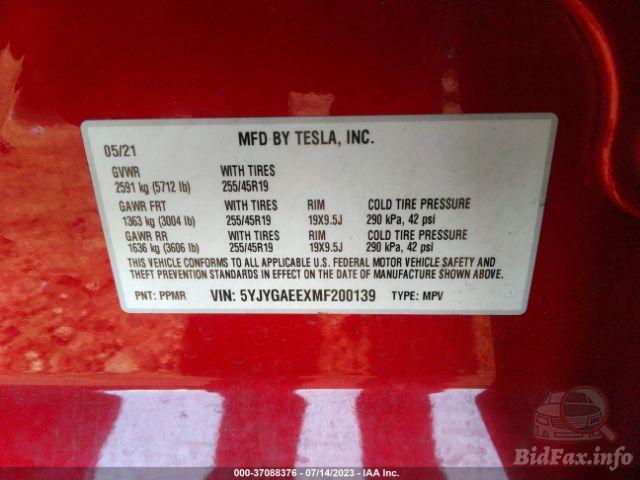 MFD BY TESLA, INC.
05/21
GVWR WITH TIRES
2591 kg (5712 lb) 255/45R19
GAWR FRT WITH TIRES RIM COLD TIRE PRESSURE
1363 kg (3004 lb) 255/45R19 19X9.5J 290 kPa, 42 psi
GAWR RR WITH TIRES RIM COLD TIRE PRESSURE
1636 kg (3606 lb) 255/45R19 19X9.5J 290 kPa, 42 psi
THIS VEHICLE CONFORMS TO ALL APPLICABLE U.S. FEDERAL MOTOR VEHICLE SAFETY AND
THEFT PREVENTION STANDARDS IN EFFECT ON THE DATE OF MANUFACTURE SHOWN ABOVE.
PNT: PPMR VIN: 5YJYGAEEXMF200139 TYPE: MPV
BidFax.info
000-37088376 - 07/14/2023 - IAA Inc.